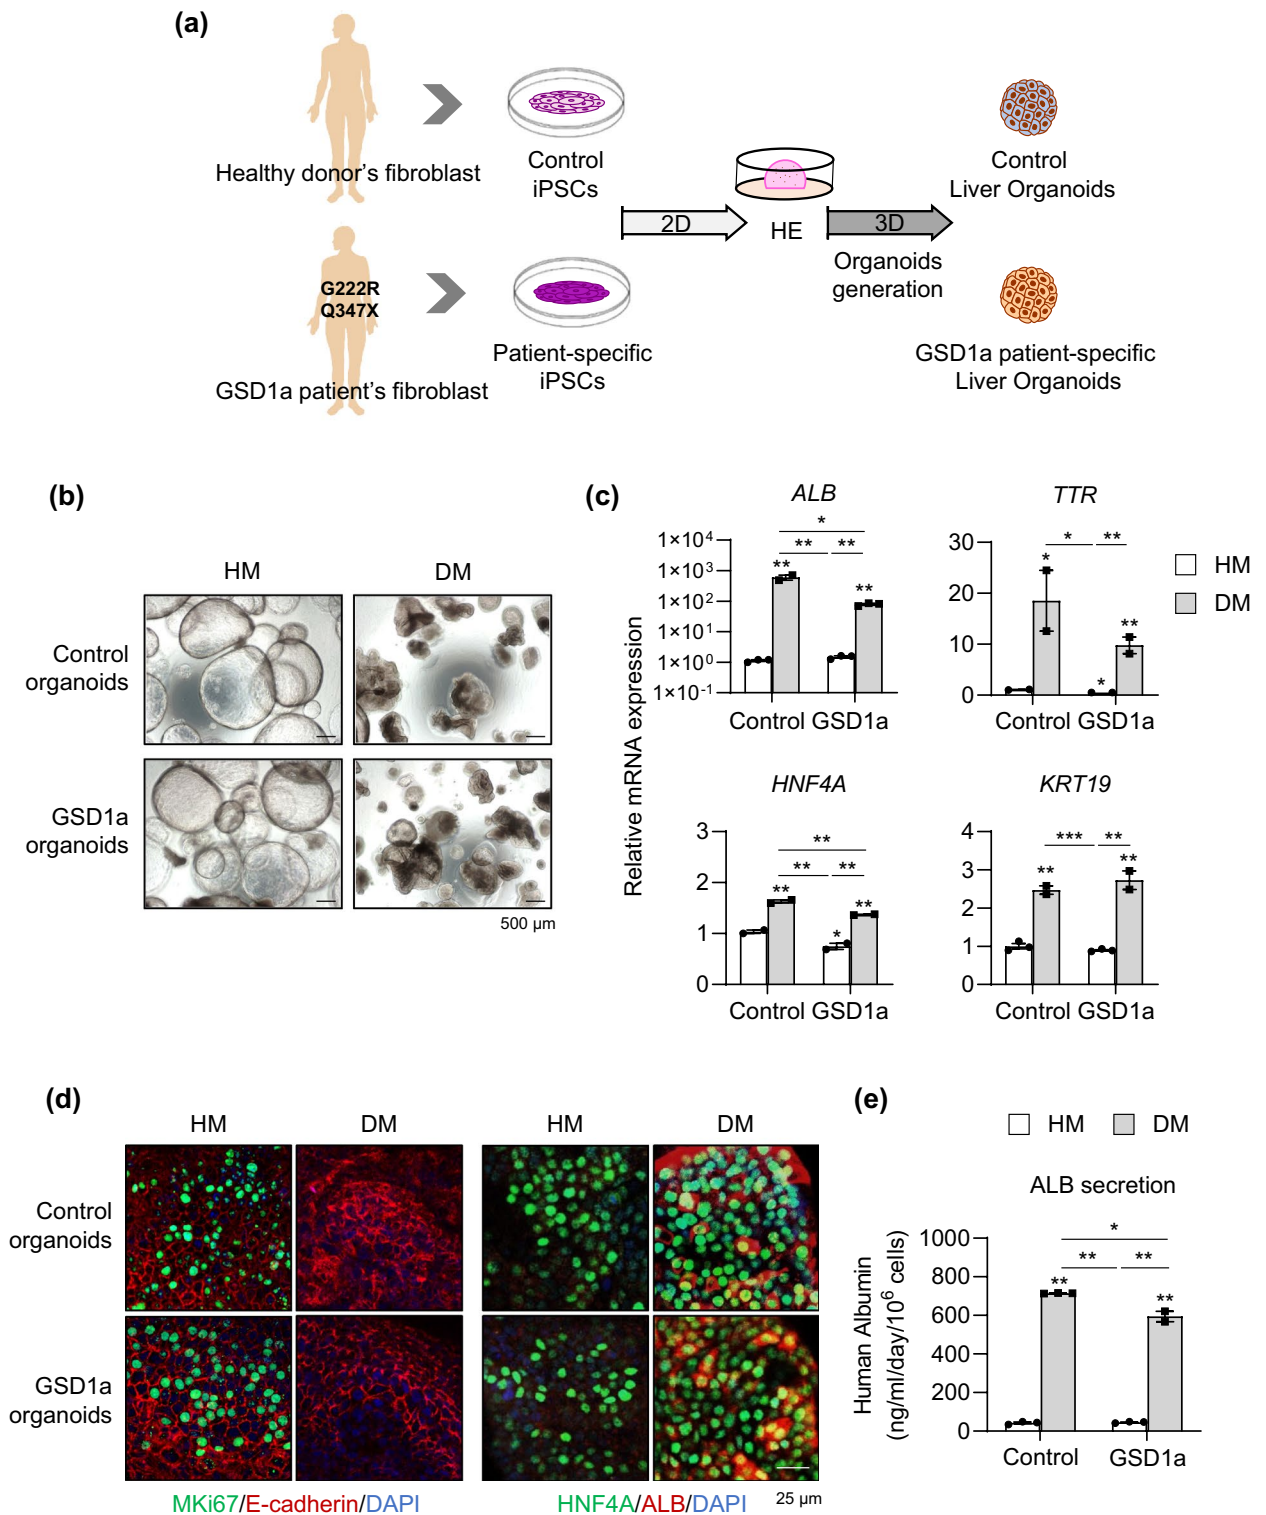 (a)
Healthy donor's fibroblast
Control
iPSCs
2D
HE
3D
Organoids
generation
Control
Liver Organoids
G222R
Q347X
GSD1a patient's fibroblast
Patient-specific
iPSCs
GSD1a patient-specific
Liver Organoids
(b)
HM
DM
Control
organoids
GSD1a
organoids
500 µm
(c)
Relative mRNA expression
ALB
*
** **
**
**
1×10⁴
1×10³
1×10²
1×10¹
1×10⁰
1×10⁻¹
Control GSD1a
TTR
* **
*
*
**
30
20
10
0
Control GSD1a
HM
DM
HNF4A
**
** **
**
*
**
3
2
1
0
Control GSD1a
KRT19
*** **
**
**
4
3
2
1
0
Control GSD1a
(d)
HM
DM
HM
DM
Control
organoids
GSD1a
organoids
MKi67/E-cadherin/DAPI
HNF4A/ALB/DAPI
25 µm
(e)
HM
DM
ALB secretion
Human Albumin
(ng/ml/day/10⁶ cells)
*
** **
**
**
1000
800
600
400
200
0
Control
GSD1a